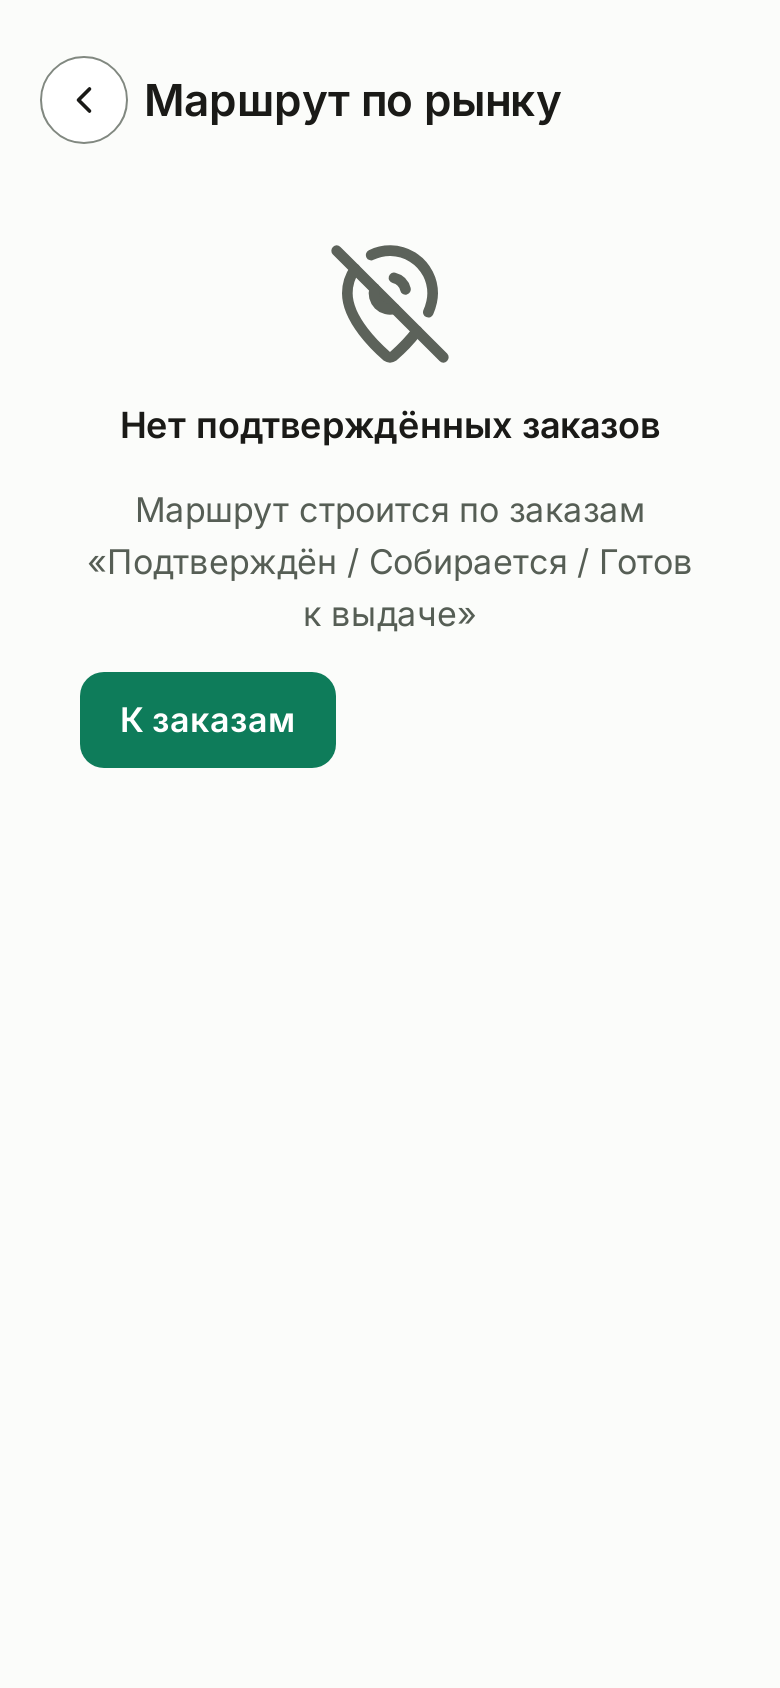 Маршрут по рынку
Нет подтверждённых заказов
Маршрут строится по заказам
«Подтверждён / Собирается / Готов
к выдаче»
К заказам